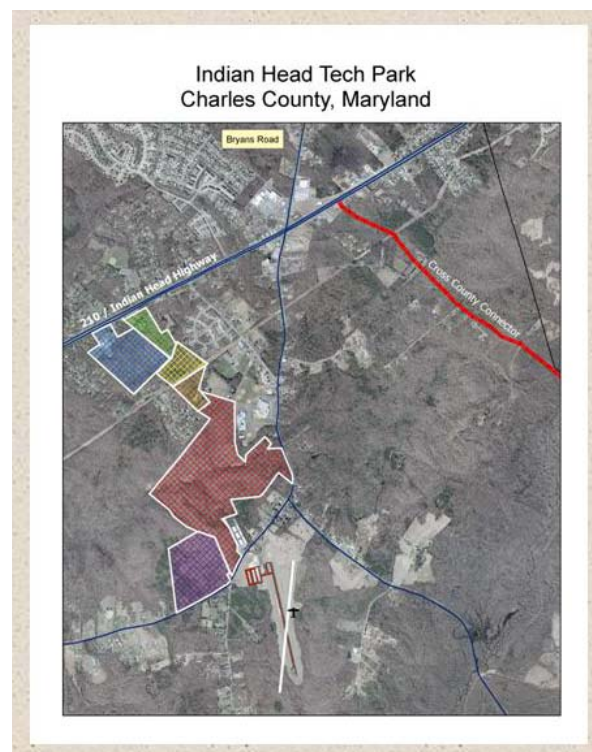 Indian Head Tech Park
Charles County, Maryland
Bryans Road
210 / Indian Head Highway
Cross County Connector